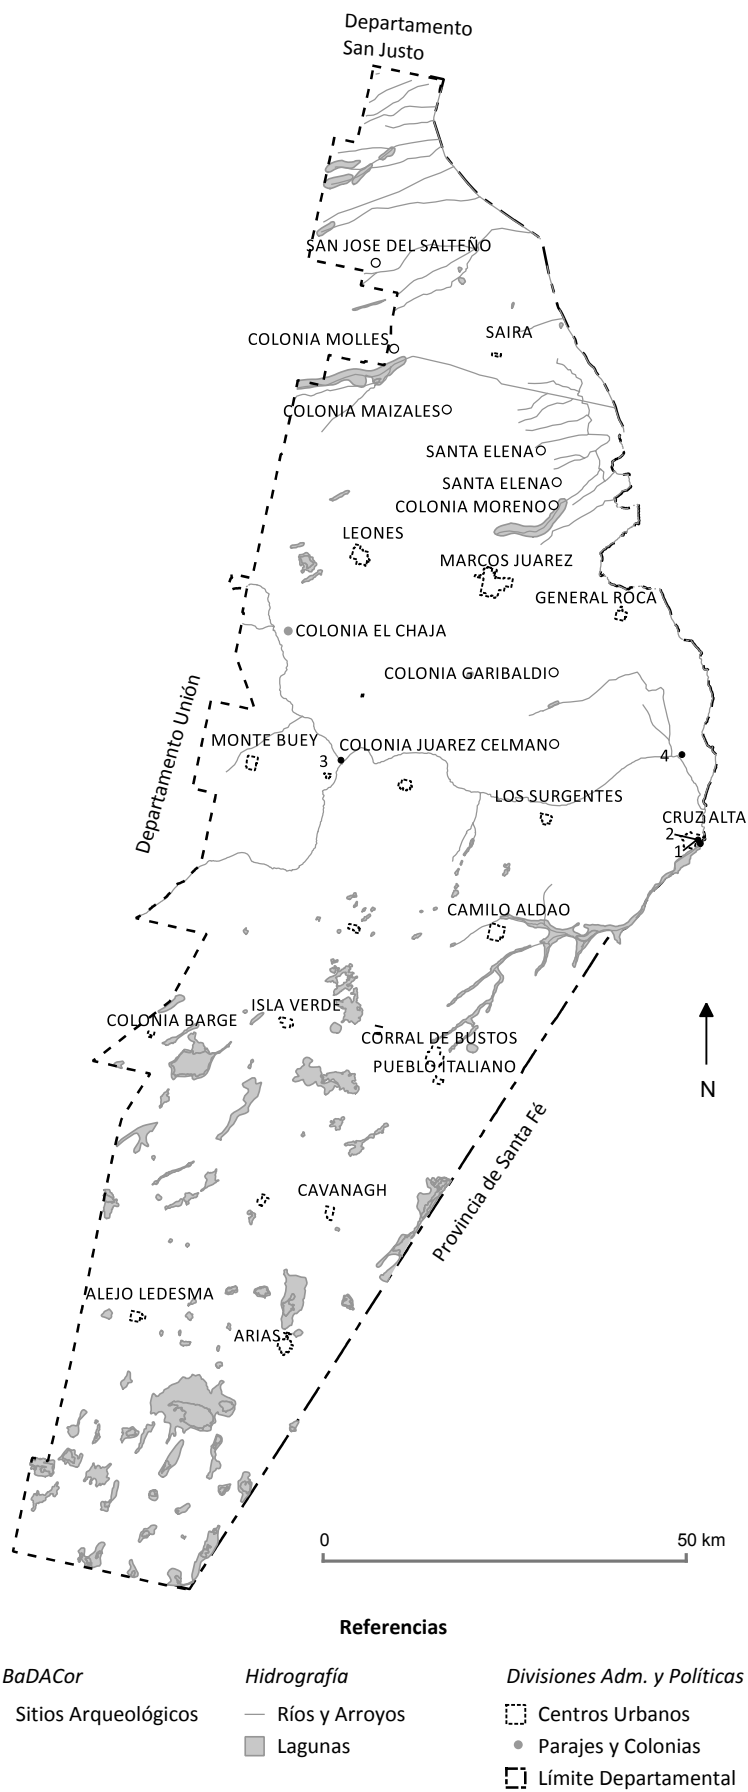 Departamento
San Justo
SAN JOSE DEL SALTEÑO
SAIRA
COLONIA MOLLES
COLONIA MAIZALES
SANTA ELENA
SANTA ELENA
COLONIA MORENO
LEONES
MARCOS JUAREZ
GENERAL ROCA
COLONIA EL CHAJA
COLONIA GARIBALDI
Departamento Unión
MONTE BUEY
COLONIA JUAREZ CELMAN
3
4
LOS SURGENTES
CRUZ ALTA
2
1
CAMILO ALDAO
ISLA VERDE
COLONIA BARGE
CORRAL DE BUSTOS
PUEBLO ITALIANO
N
Provincia de Santa Fé
CAVANAGH
ALEJO LEDESMA
ARIAS
0 50 km
Referencias
BaDACor
Sitios Arqueológicos
Hidrografía
Ríos y Arroyos
Lagunas
Divisiones Adm. y Políticas
Centros Urbanos
Parajes y Colonias
Límite Departamental